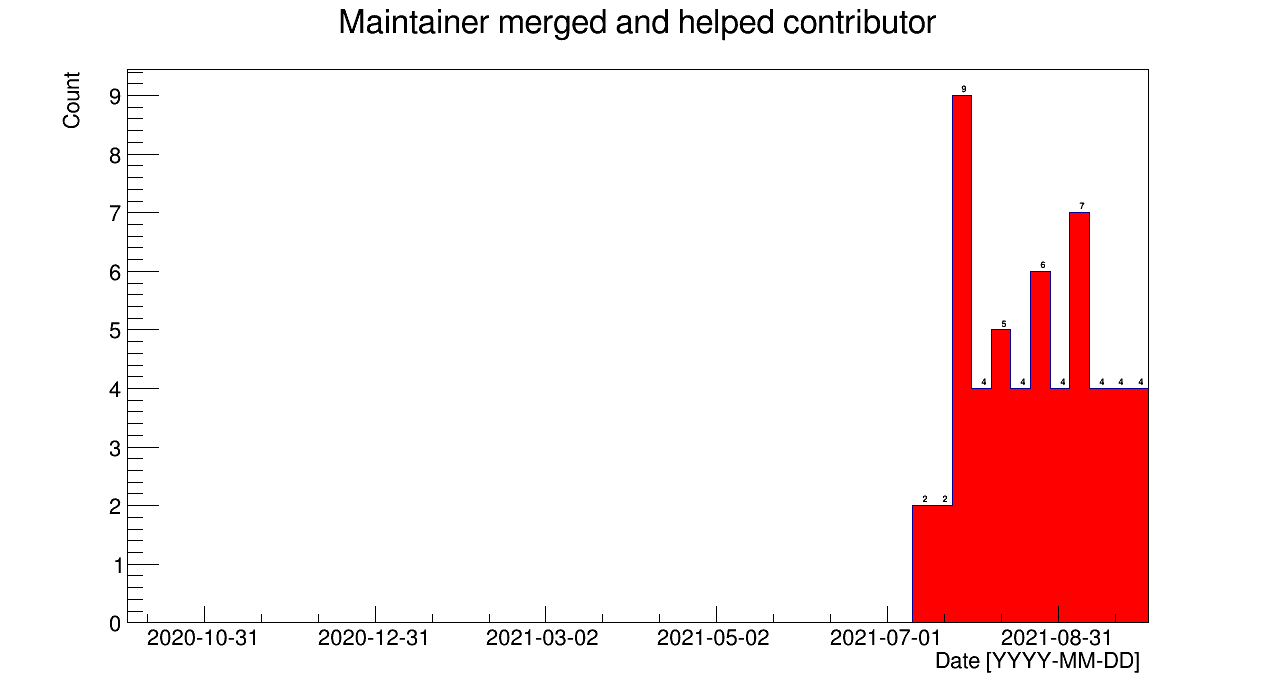 Maintainer merged and helped contributor
Count
9
8
7
6
5
4
3
2
1
0
2 2 9 4 5 4 6 4 7 4 4 4
2020-10-31 2020-12-31 2021-03-02 2021-05-02 2021-07-01 2021-08-31
Date [YYYY-MM-DD]